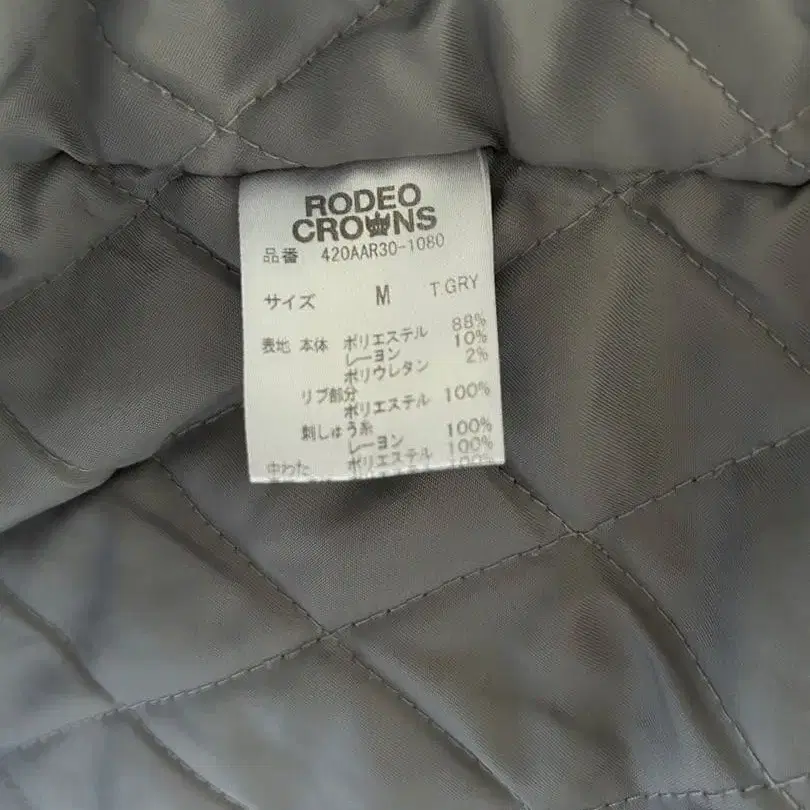 RODEO
CROWNS
品番 420AAR30-1080
サイズ M T.GRY
表地 本体 ポリエステル 88%
レーヨン 10%
ポリウレタン 2%
リブ部分
ポリエステル 100%
刺しゅう糸
レーヨン 100%
中わた ポリエステル 100%
100%